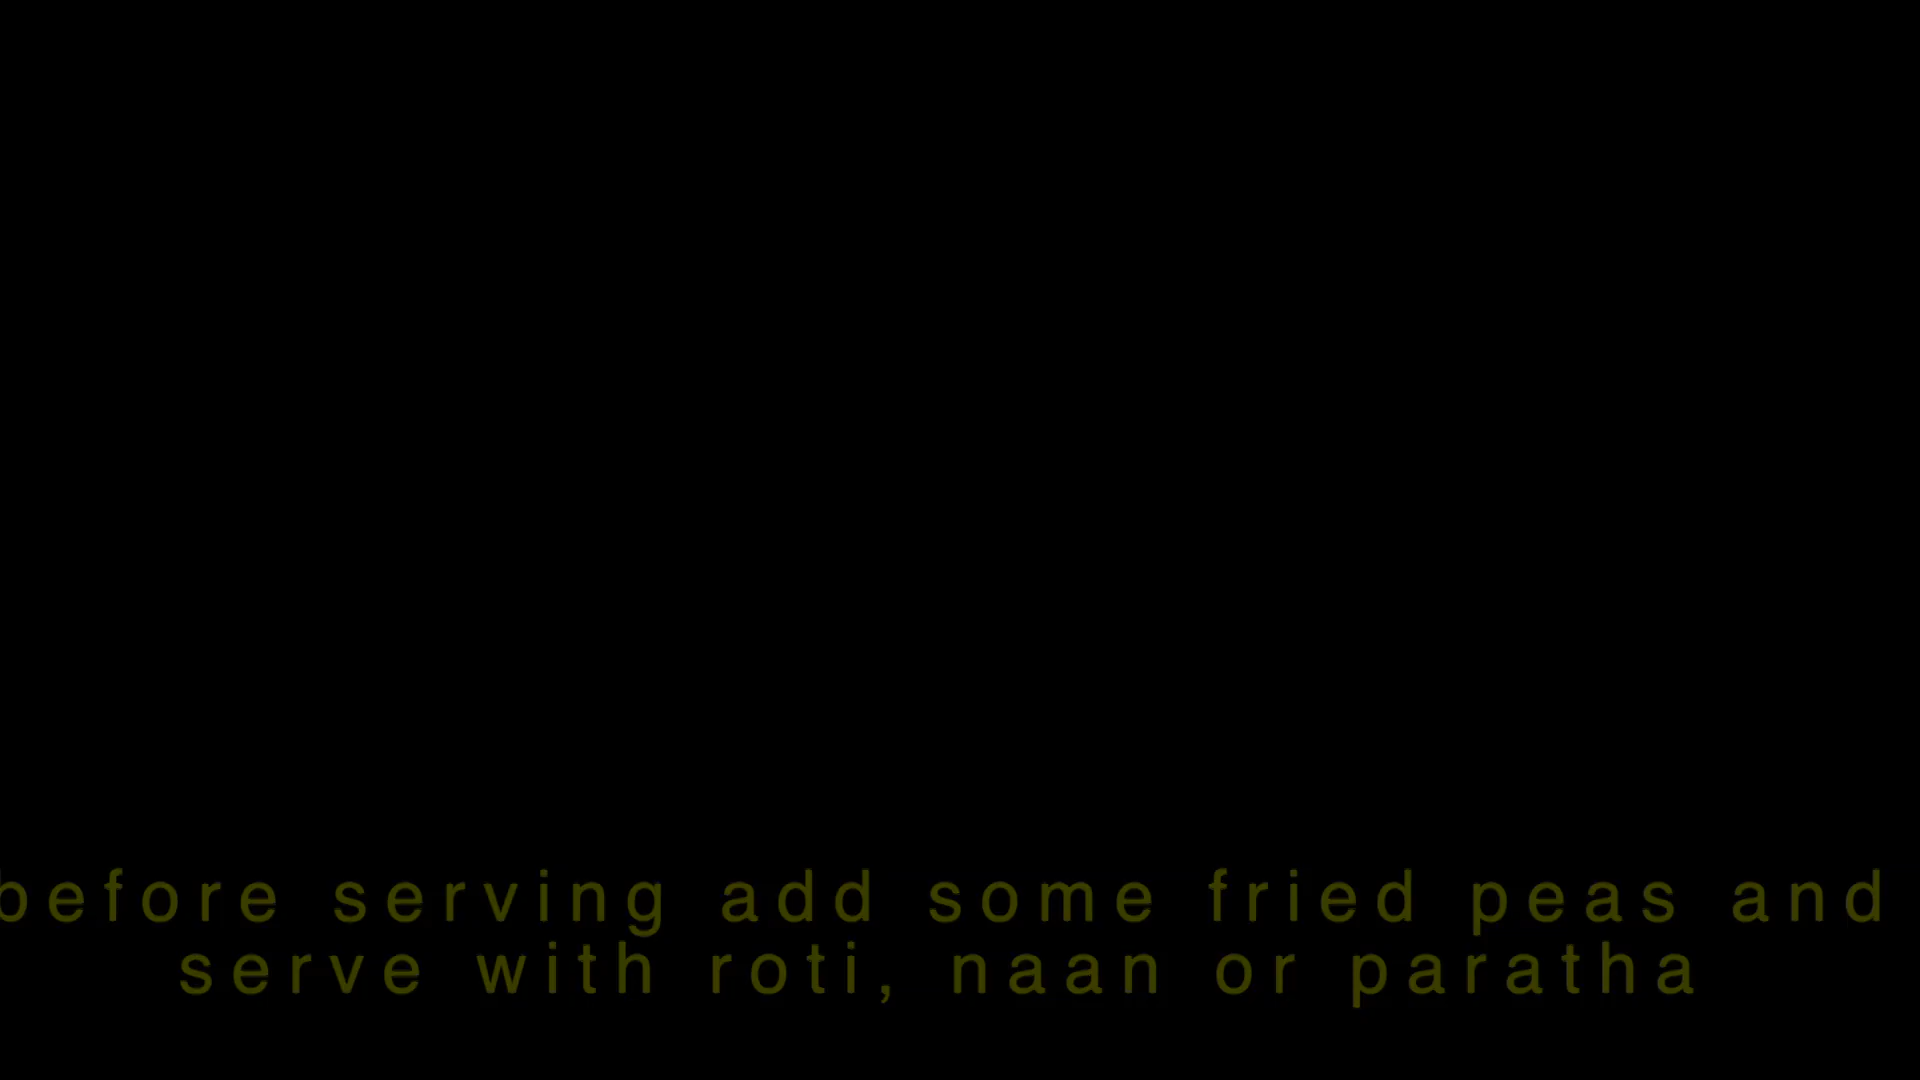 before serving add some fried peas and
serve with roti, naan or paratha